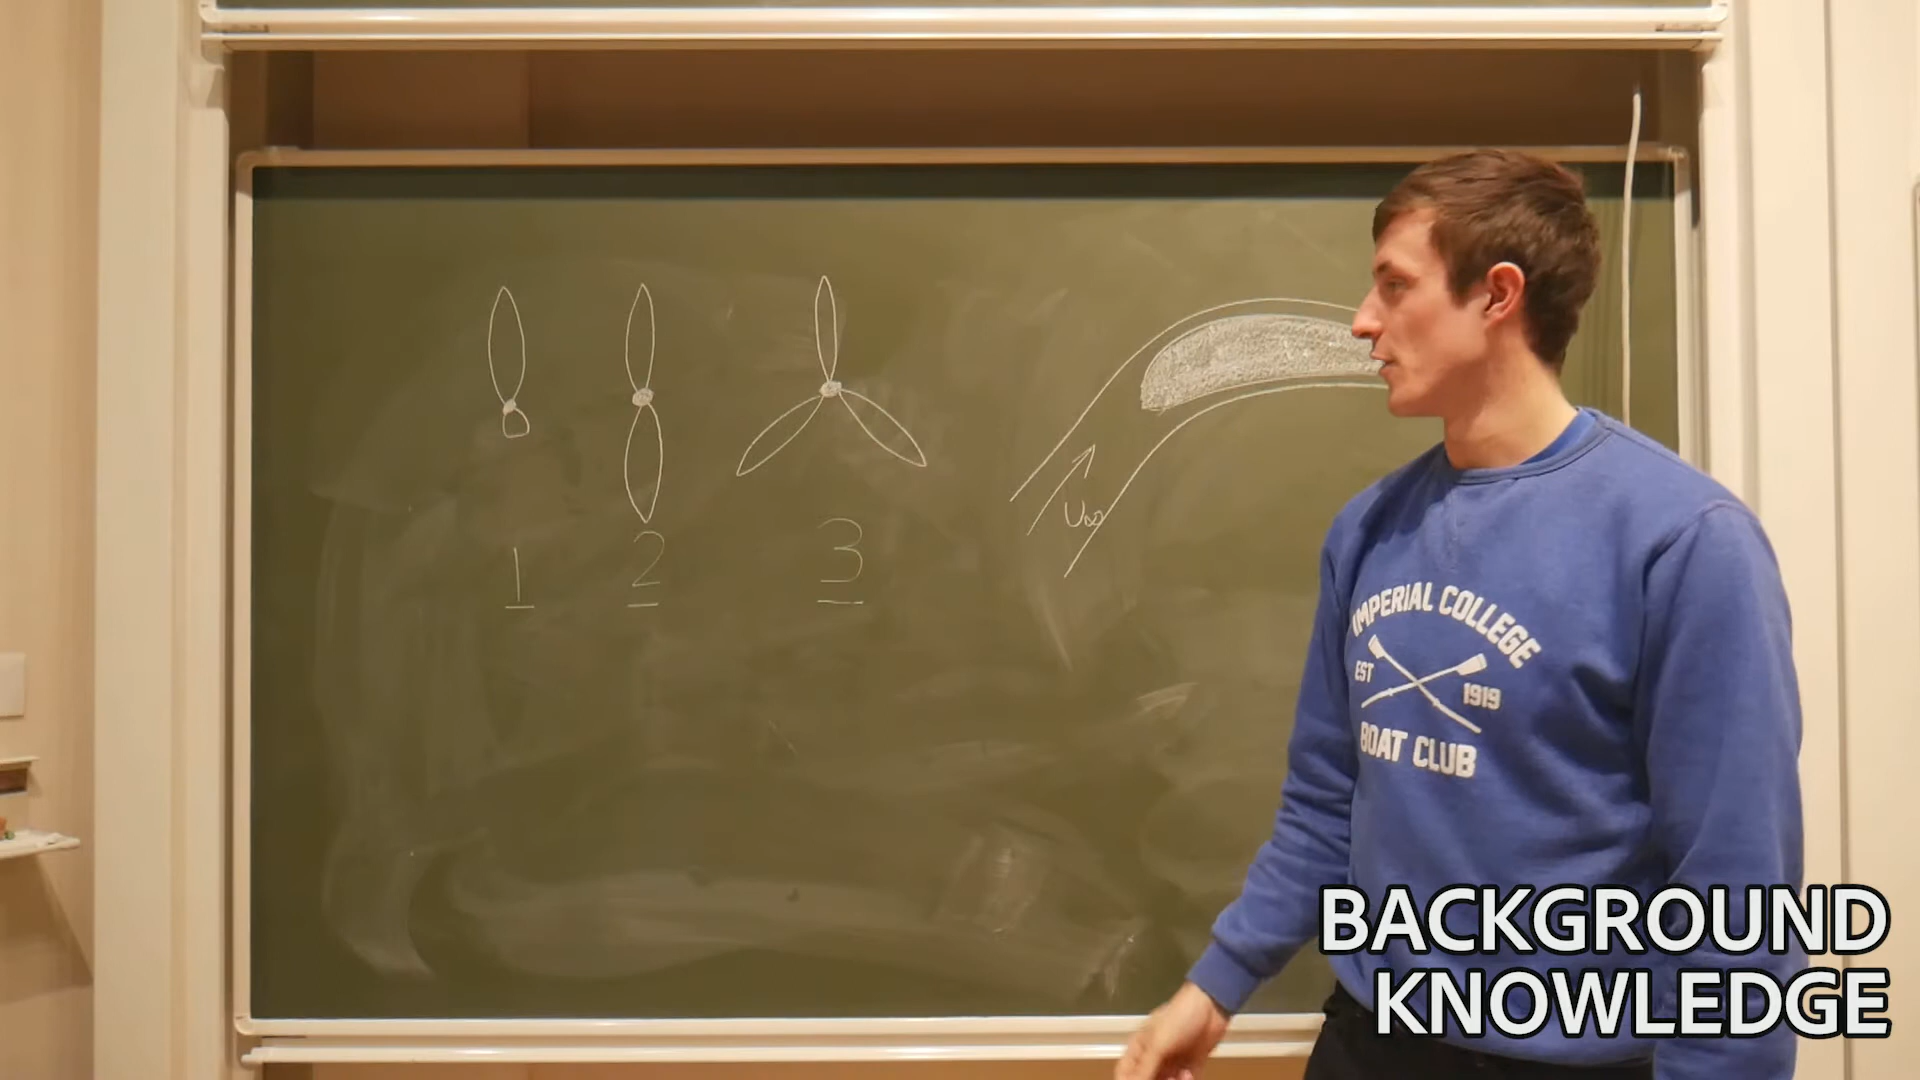 1 2 3
U∞
IMPERIAL COLLEGE
EST 1919
BOAT CLUB
BACKGROUND
KNOWLEDGE